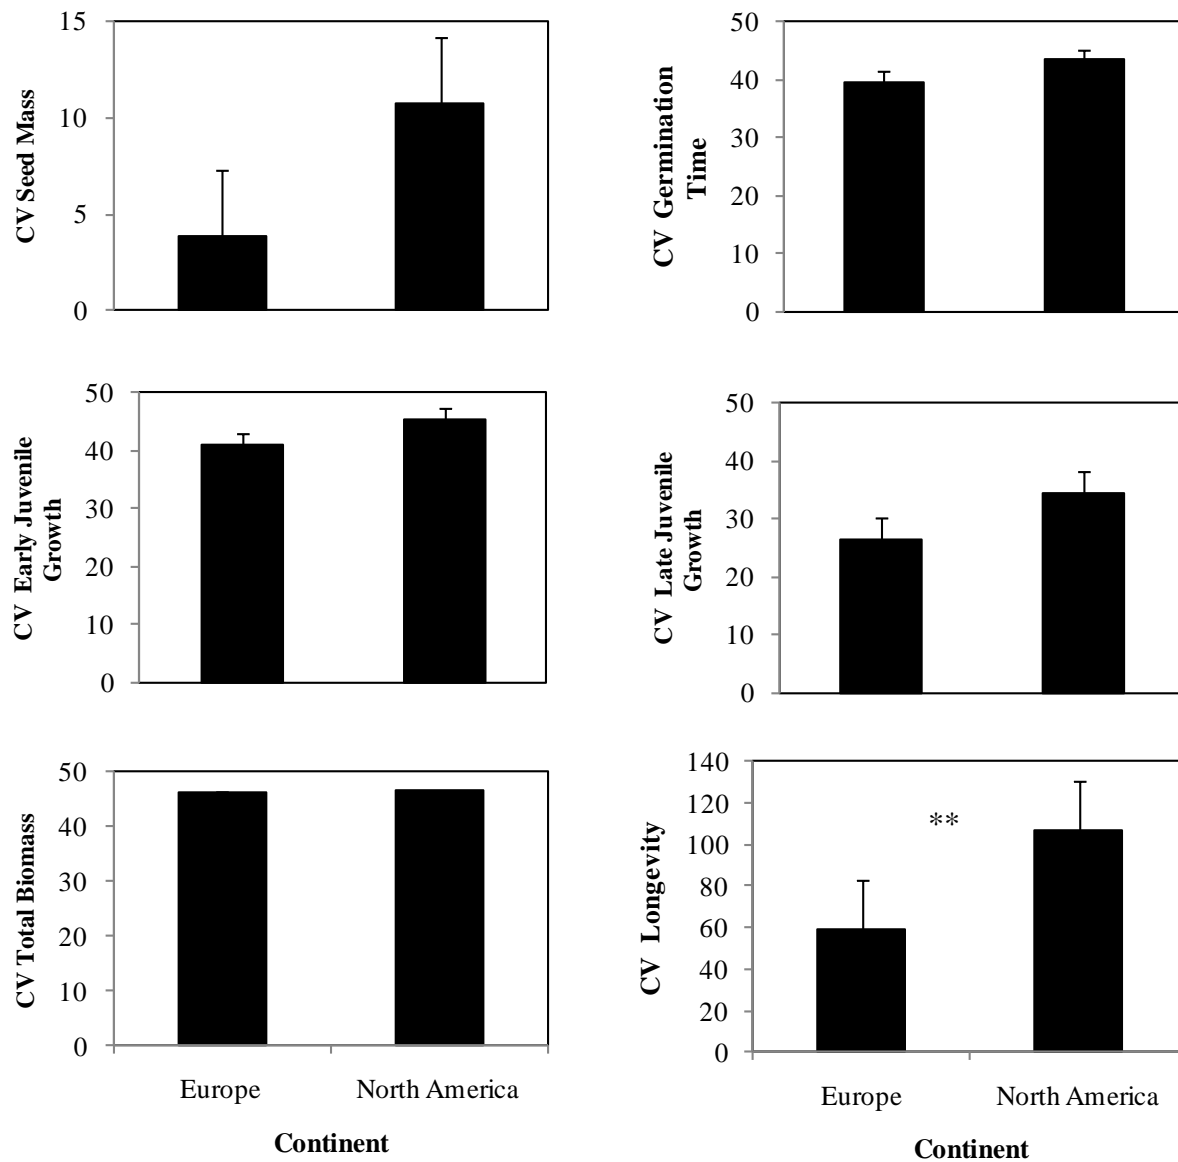 CV Seed Mass
15
10
5
0
CV Germination
Time
50
40
30
20
10
0
CV Early Juvenile
Growth
50
40
30
20
10
0
CV Late Juvenile
Growth
50
40
30
20
10
0
CV Total Biomass
50
40
30
20
10
0
Europe North America
Continent
CV Longevity
140
120
100
80
60
40
20
0
**
Europe North America
Continent